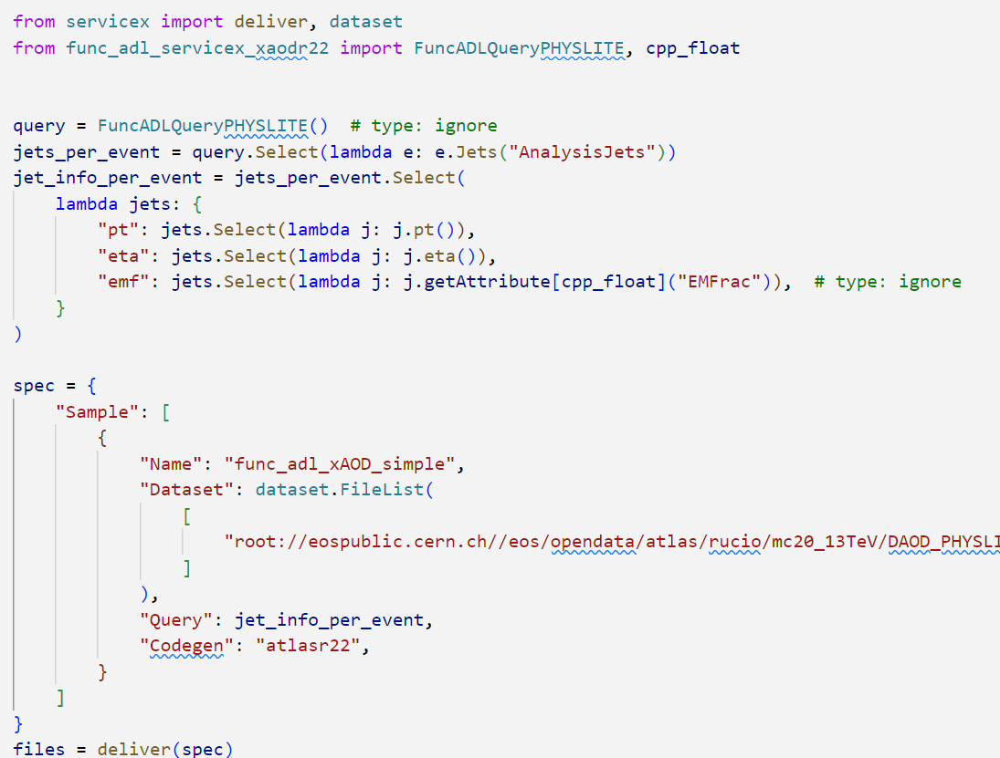 from servicex import deliver, dataset
from func_adl_servicex_xaodr22 import FuncADLQueryPHYSLITE, cpp_float
query = FuncADLQueryPHYSLITE()  # type: ignore
jets_per_event = query.Select(lambda e: e.Jets("AnalysisJets"))
jet_info_per_event = jets_per_event.Select(
    lambda jets: {
        "pt": jets.Select(lambda j: j.pt()),
        "eta": jets.Select(lambda j: j.eta()),
        "emf": jets.Select(lambda j: j.getAttribute[cpp_float]("EMFrac")),  # type: ignore
    }
)
spec = {
    "Sample": [
        {
            "Name": "func_adl_xAOD_simple",
            "Dataset": dataset.FileList(
                [
                    "root://eospublic.cern.ch//eos/opendata/atlas/rucio/mc20_13TeV/DAOD_PHYSLI
                ]
            ),
            "Query": jet_info_per_event,
            "Codegen": "atlasr22",
        }
    ]
}
files = deliver(spec)